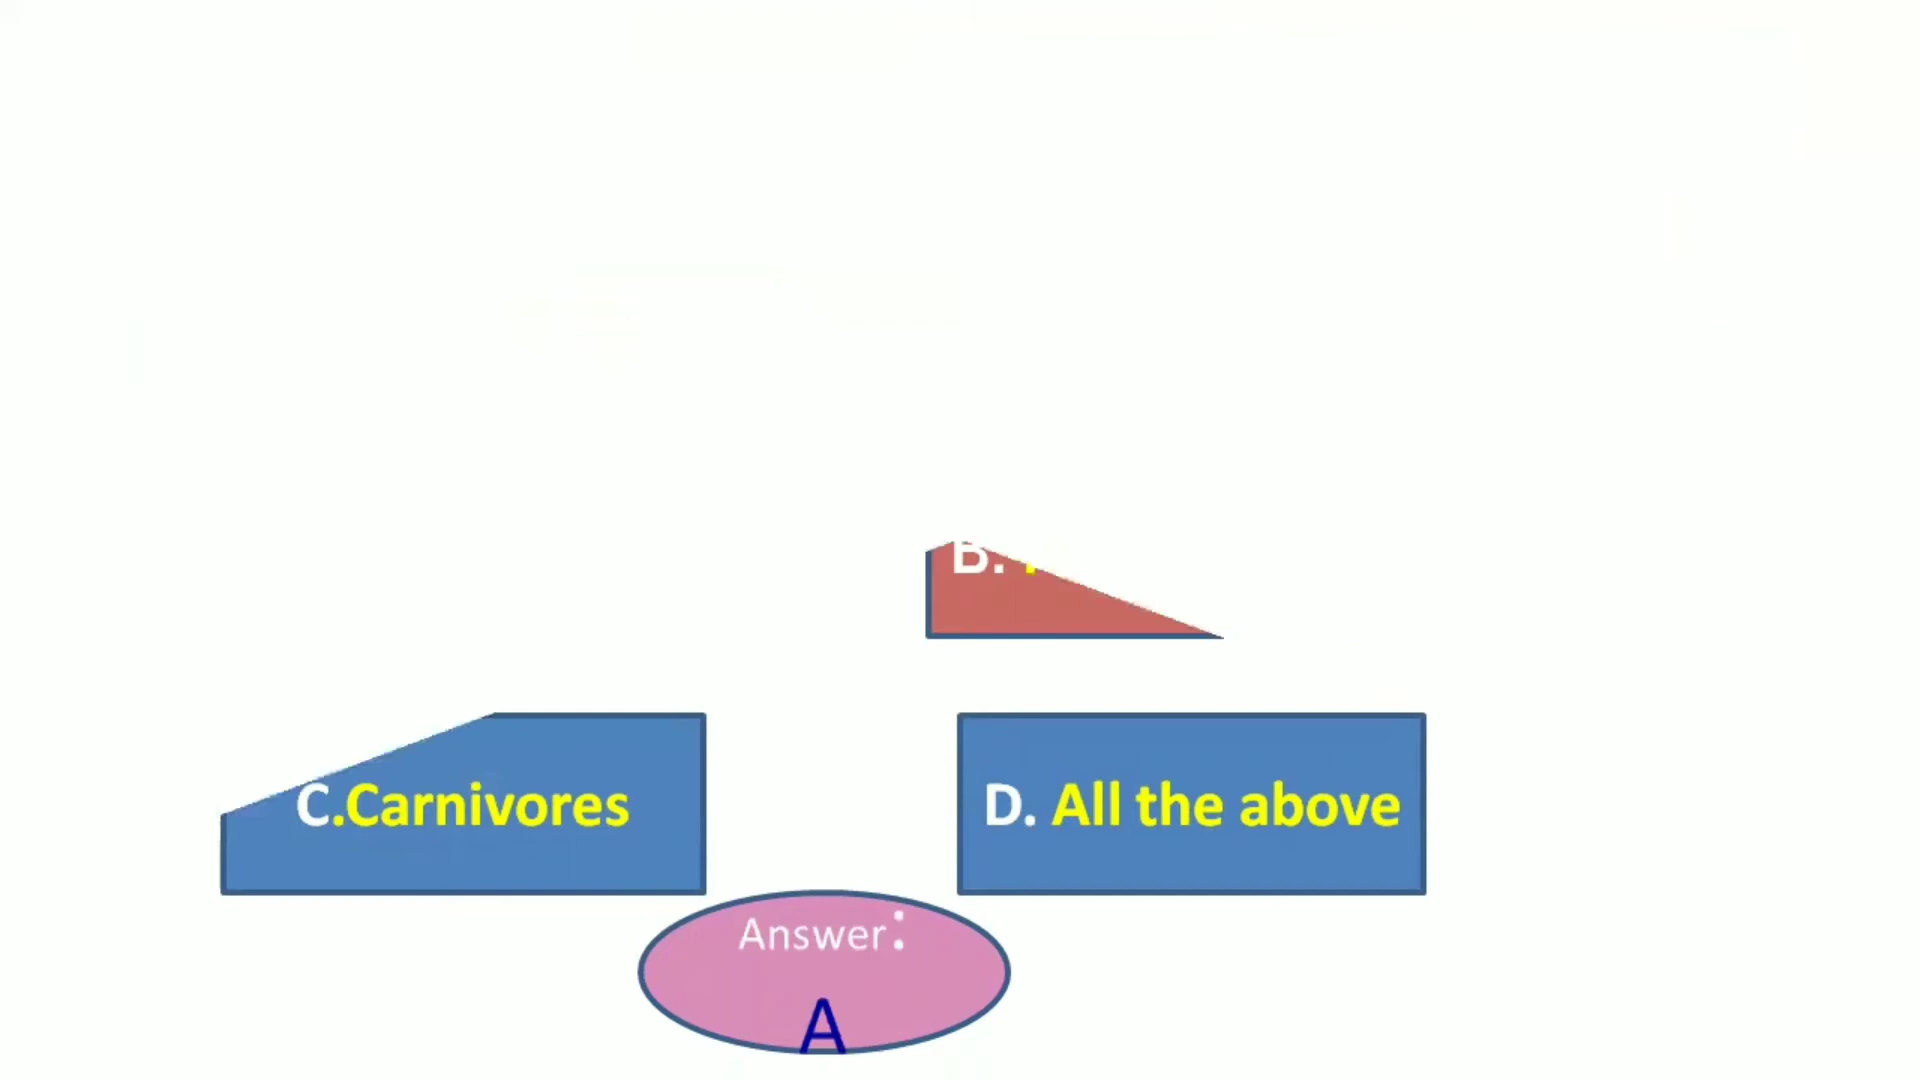 B.
C.Carnivores
D. All the above
Answer:
A